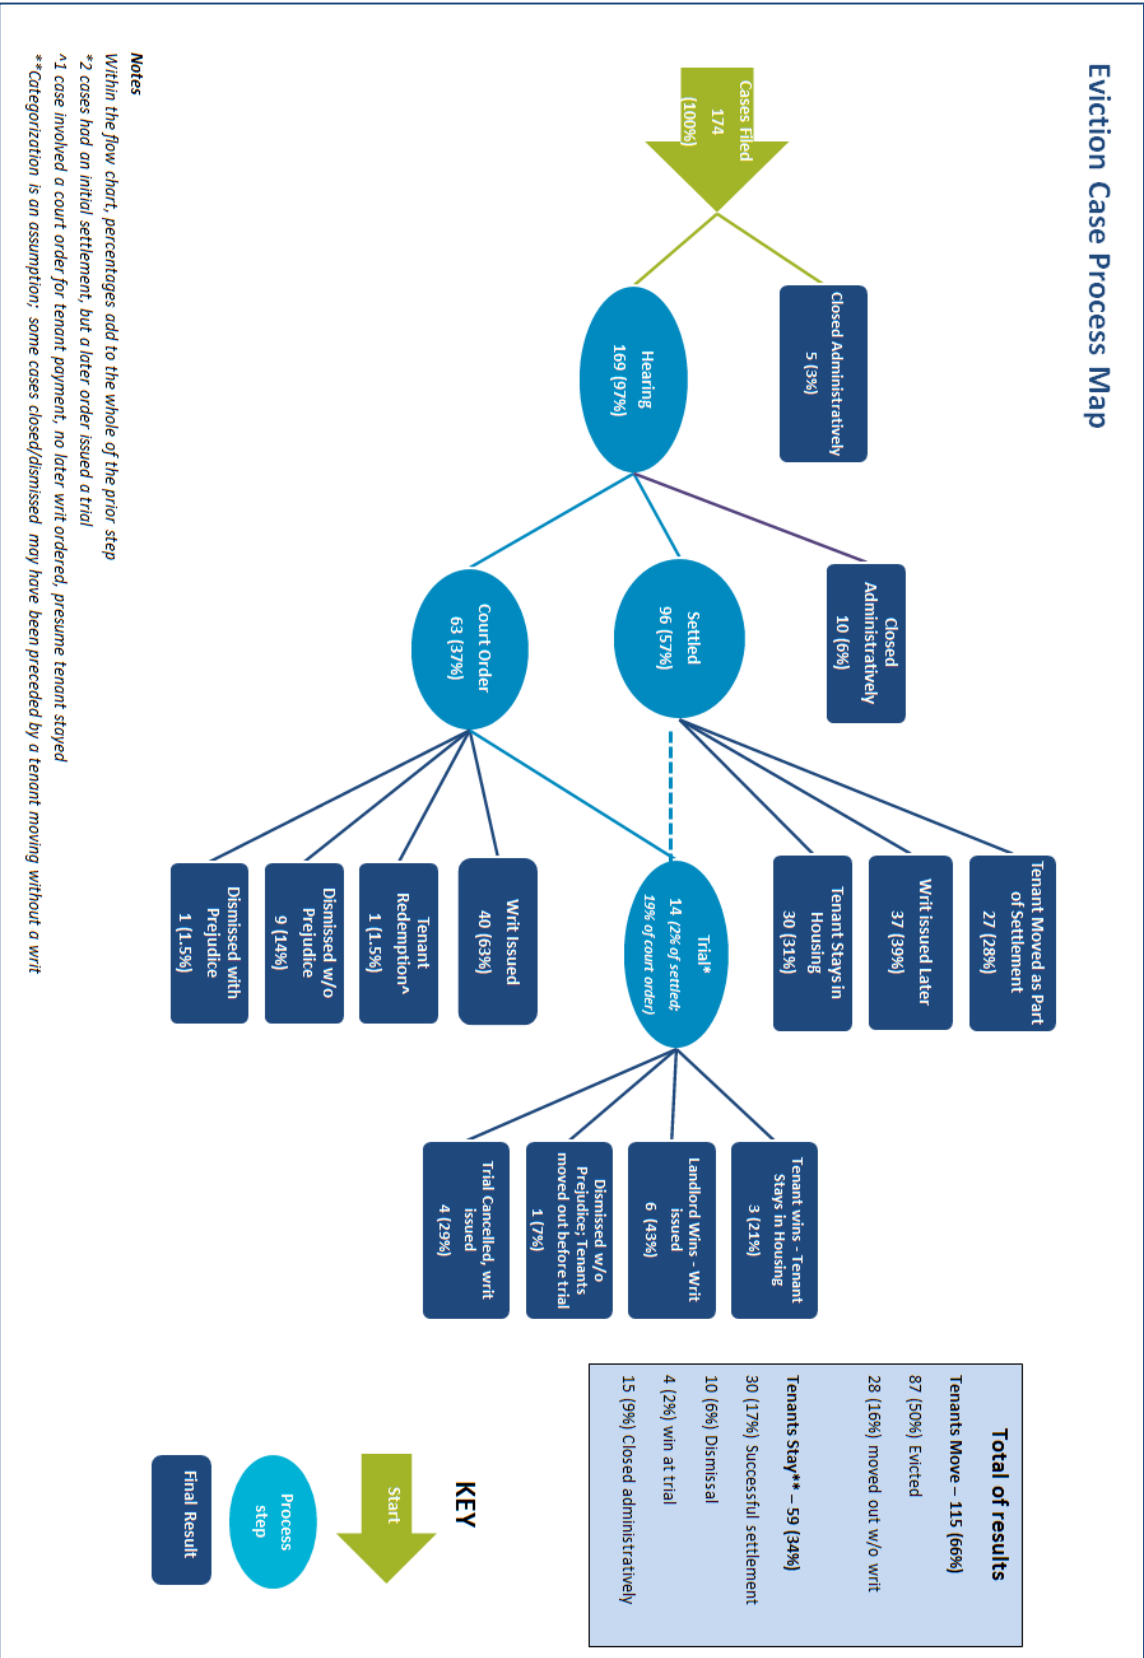 Eviction Case Process Map
Cases Filed
174
(100%)
Closed Administratively
5 (3%)
Hearing
169 (97%)
Closed
Administratively
10 (6%)
Settled
96 (57%)
Court Order
63 (37%)
Tenant Moved as Part
of Settlement
27 (28%)
Writ issued Later
37 (39%)
Tenant Stays in
Housing
30 (31%)
Trial*
14 (2% of settled;
19% of court order)
Writ Issued
40 (63%)
Tenant
Redemption^
1 (1.5%)
Dismissed w/o
Prejudice
9 (14%)
Dismissed with
Prejudice
1 (1.5%)
Tenant wins - Tenant
Stays in Housing
3 (21%)
Landlord Wins - Writ
issued
6 (43%)
Dismissed w/o
Prejudice; Tenants
moved out before trial
1 (7%)
Trial Cancelled, writ
issued
4 (29%)
Total of results
Tenants Move – 115 (66%)
87 (50%) Evicted
28 (16%) moved out w/o writ
Tenants Stay** – 59 (34%)
30 (17%) Successful settlement
10 (6%) Dismissal
4 (2%) win at trial
15 (9%) Closed administratively
KEY
Start
Process
step
Final Result
Notes
Within the flow chart, percentages add to the whole of the prior step
*2 cases had an initial settlement, but a later order issued a trial
^1 case involved a court order for tenant payment, no later writ ordered, presume tenant stayed
**Categorization is an assumption; some cases closed/dismissed may have been preceded by a tenant moving without a writ